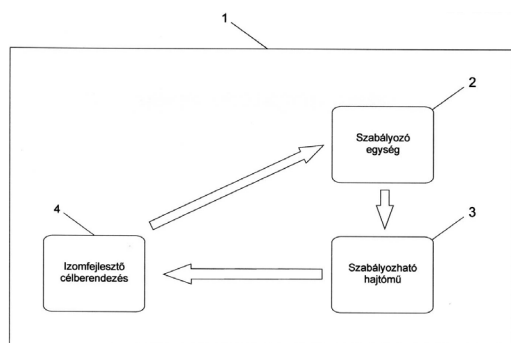 1
2
Szabályozó
egység
4
3
Izomfejlesztő
célberendezés
Szabályozható
hajtómű